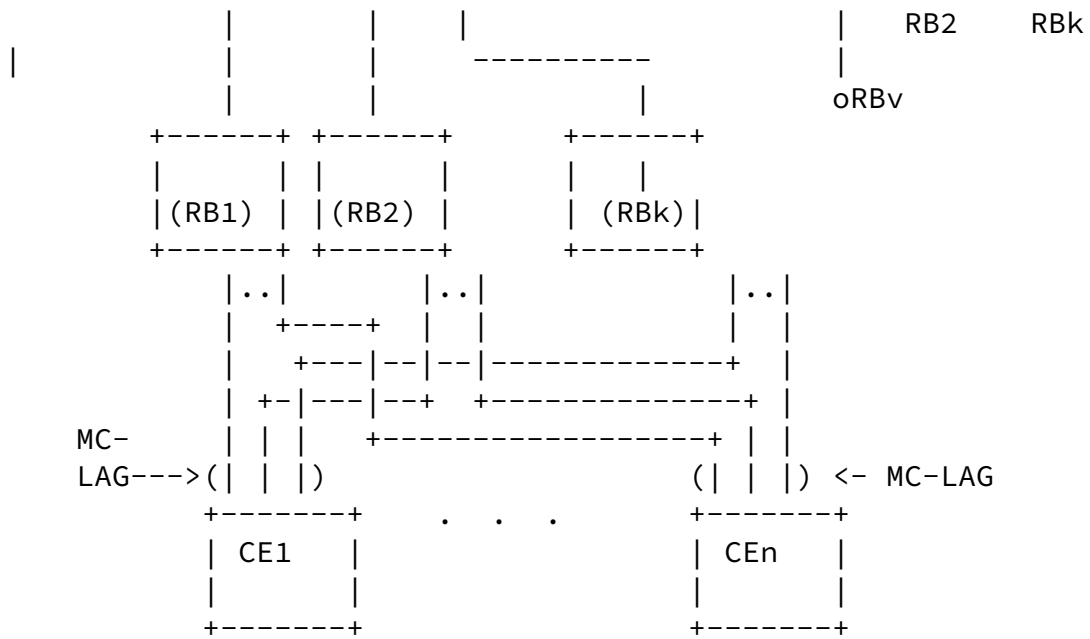 RB2 RBk
oRBv
(RB1) (RB2) (RBk)
MC-
LAG--->( ) ( ) <- MC-LAG
. . .
CE1 CEn